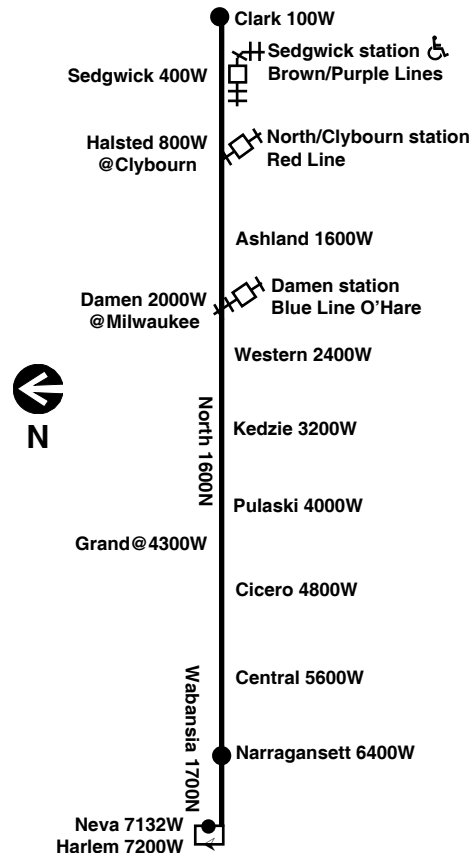 Clark 100W
Sedgwick station
Brown/Purple Lines
Sedgwick 400W
North/Clybourn station
Red Line
Halsted 800W
@Clybourn
Ashland 1600W
Damen station
Blue Line O'Hare
Damen 2000W
@Milwaukee
Western 2400W
N
North 1600N
Kedzie 3200W
Pulaski 4000W
Grand@4300W
Cicero 4800W
Central 5600W
Wabansia 1700N
Narragansett 6400W
Neva 7132W
Harlem 7200W